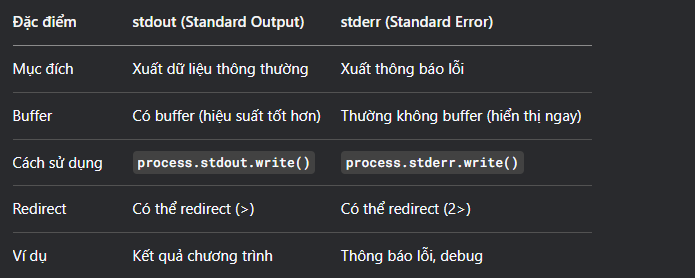 Đặc điểm stdout (Standard Output) stderr (Standard Error)
Mục đích Xuất dữ liệu thông thường Xuất thông báo lỗi
Buffer Có buffer (hiệu suất tốt hơn) Thường không buffer (hiển thị ngay)
Cách sử dụng process.stdout.write() process.stderr.write()
Redirect Có thể redirect (>) Có thể redirect (2>)
Ví dụ Kết quả chương trình Thông báo lỗi, debug